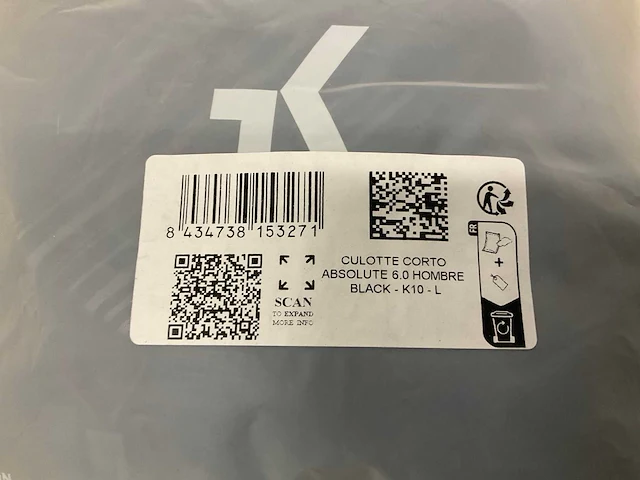 8 434738 153271
CULOTTE CORTO
ABSOLUTE 6.0 HOMBRE
BLACK - K10 - L
SCAN
TO EXPAND
MORE INFO
FR
+